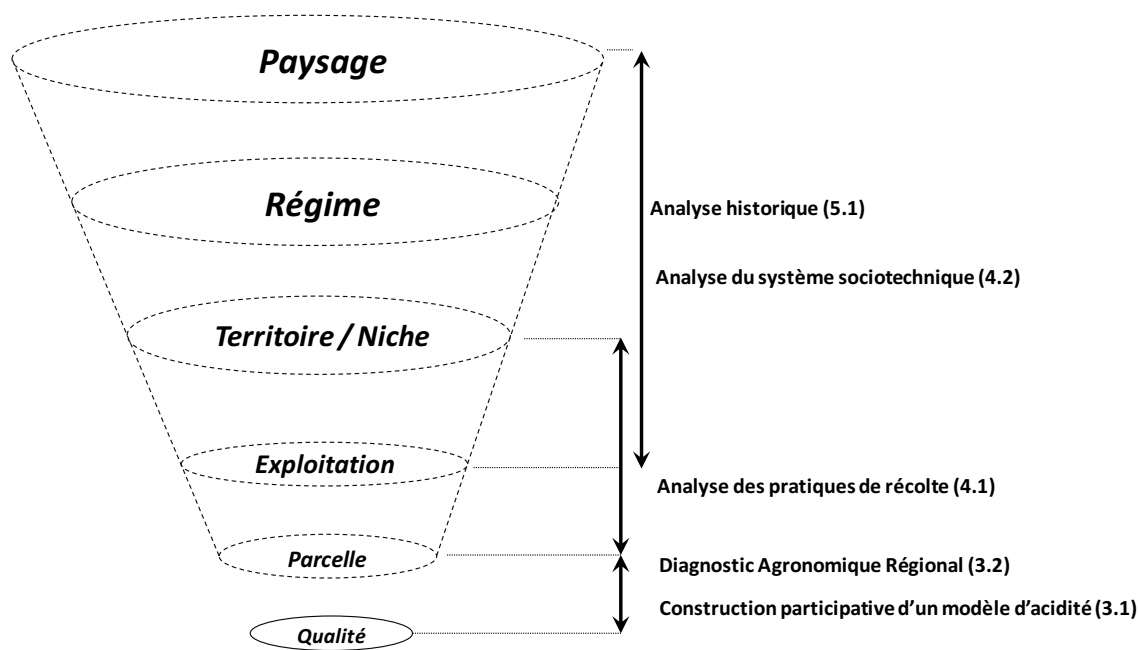 Paysage
Régime
Analyse historique (5.1)
Analyse du système sociotechnique (4.2)
Territoire / Niche
Exploitation
Analyse des pratiques de récolte (4.1)
Parcelle
Diagnostic Agronomique Régional (3.2)
Construction participative d'un modèle d'acidité (3.1)
Qualité